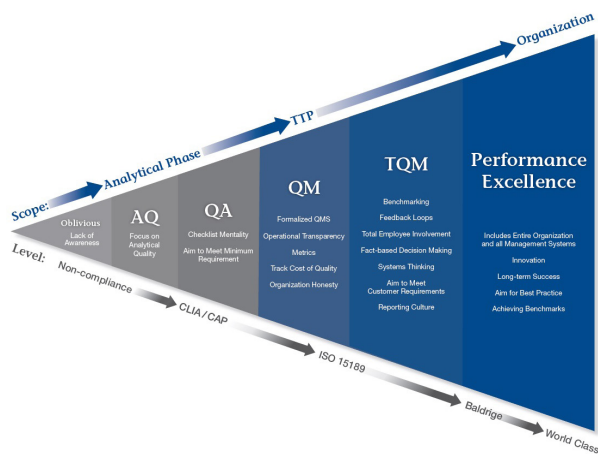 Scope:
Analytical Phase
TTP
Organization
Oblivious
Lack of
Awareness
AQ
Focus on
Analytical
Quality
QA
Checklist Mentality
Aim to Meet Minimum
Requirement
QM
Formalized QMS
Operational Transparency
Metrics
Track Cost of Quality
Organization Honesty
TQM
Benchmarking
Feedback Loops
Total Employee Involvement
Fact-based Decision Making
Systems Thinking
Aim to Meet
Customer Requirements
Reporting Culture
Performance
Excellence
Includes Entire Organization
and all Management Systems
Innovation
Long-term Success
Aim for Best Practice
Achieving Benchmarks
Level:
Non-compliance
CLIA / CAP
ISO 15189
Baldrige
World Class